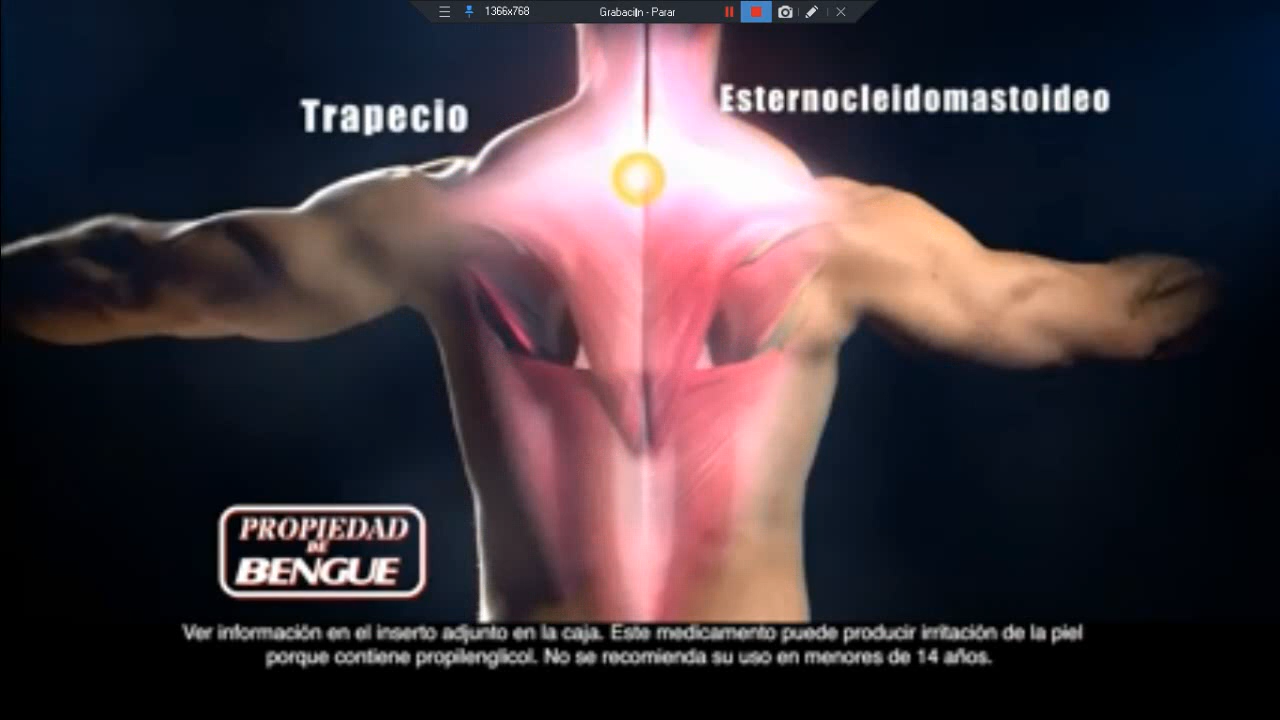 1366x768
Grabación - Parar
Trapecio
Esternocleidomastoideo
PROPIEDAD
DE
BENGUE
Ver información en el inserto adjunto en la caja. Este medicamento puede producir irritación de la piel
porque contiene propilenglicol. No se recomienda su uso en menores de 14 años.